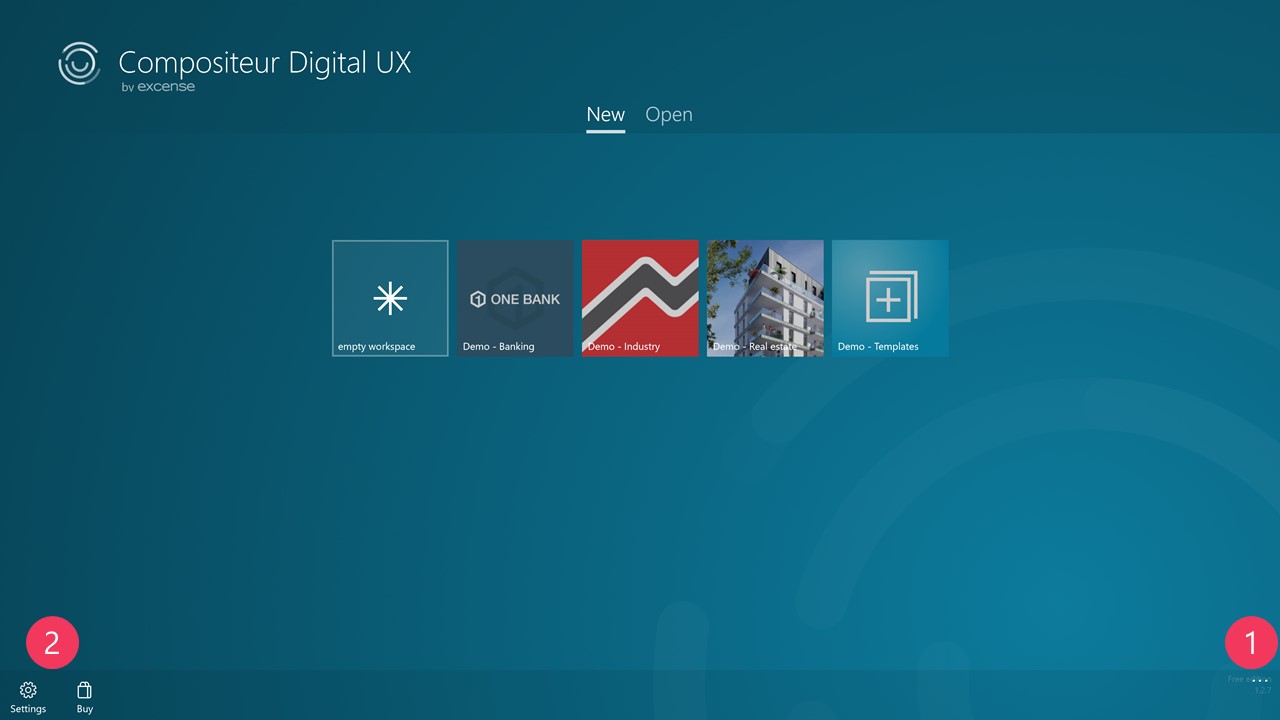 Compositeur Digital UX
by excense
New Open
ONE BANK
empty workspace
Demo - Banking
Demo - Industry
Demo - Real estate
Demo - Templates
2
1
Settings
Buy
Free edition
1.2.7